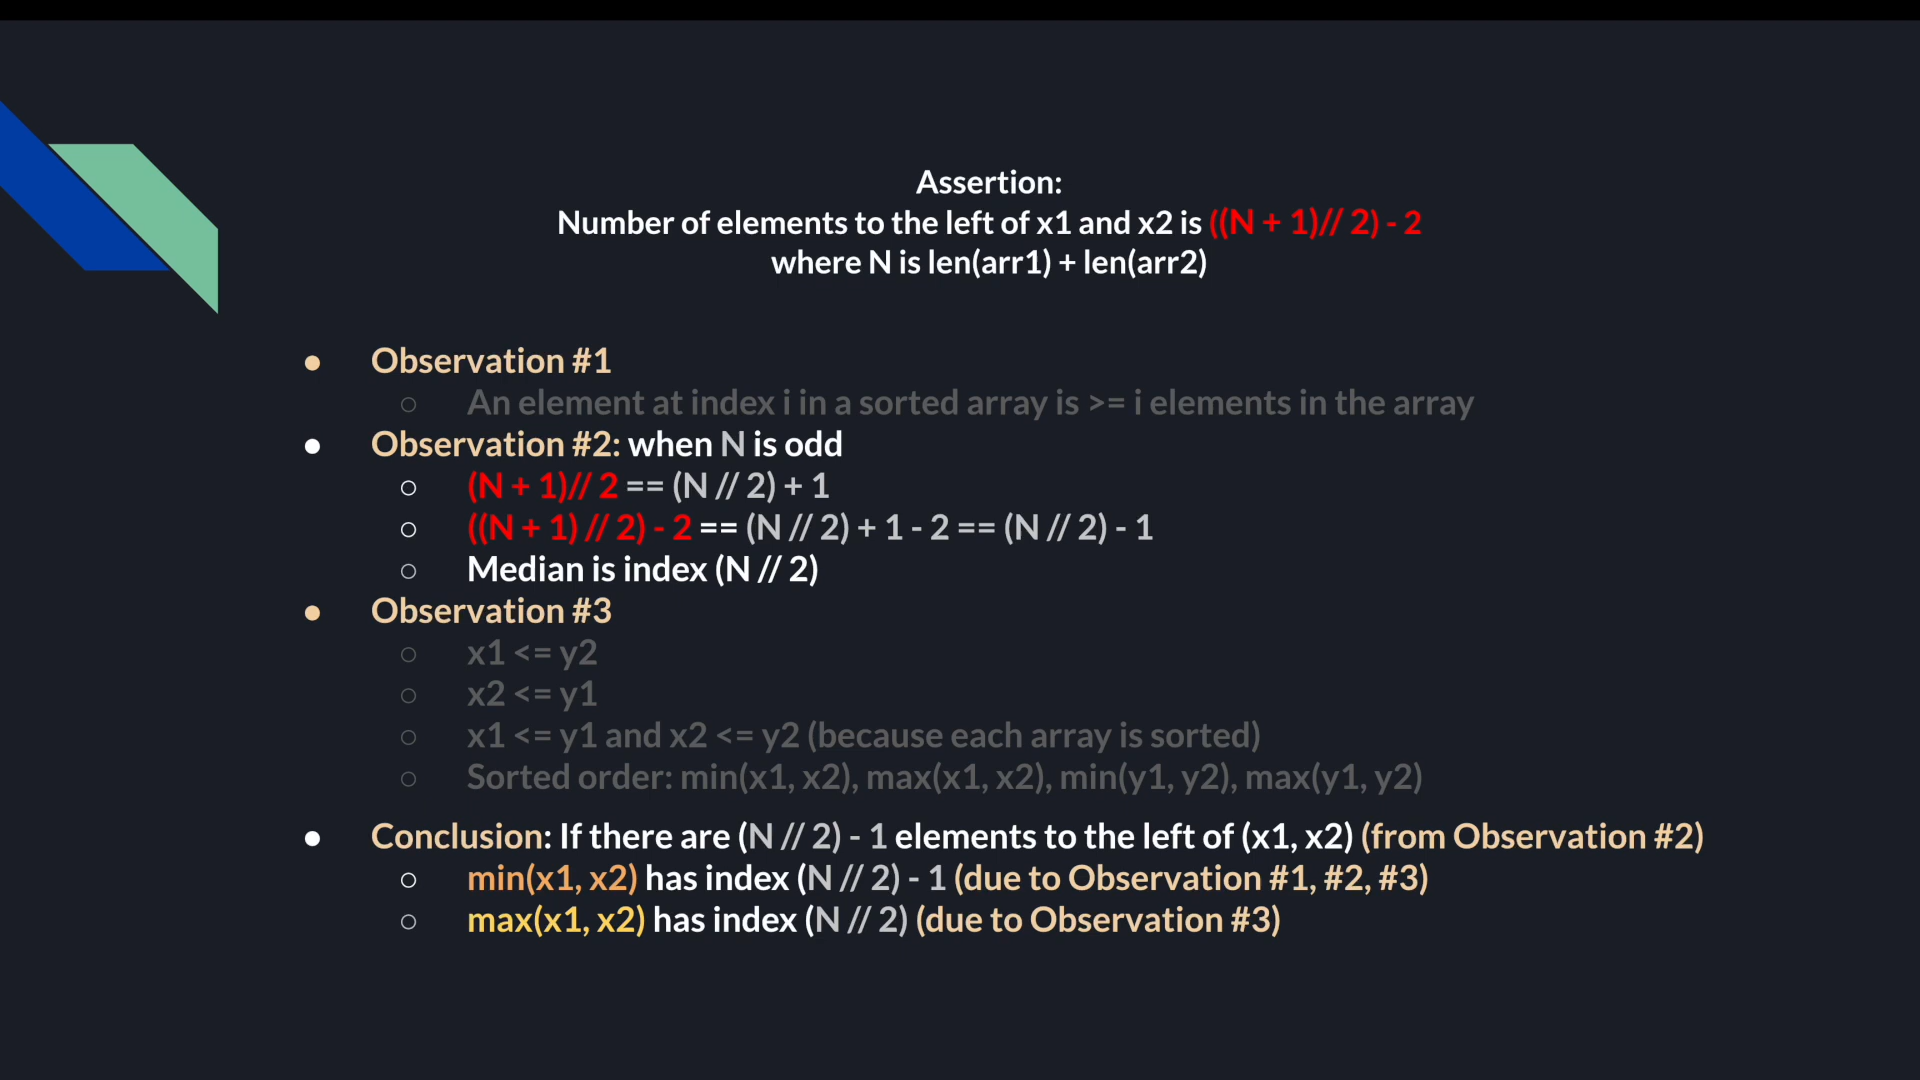 Assertion:
Number of elements to the left of x1 and x2 is ((N + 1)// 2) - 2
where N is len(arr1) + len(arr2)
● Observation #1
○ An element at index i in a sorted array is >= i elements in the array
● Observation #2: when N is odd
○ (N + 1)// 2 == (N // 2) + 1
○ ((N + 1) // 2) - 2 == (N // 2) + 1 - 2 == (N // 2) - 1
○ Median is index (N // 2)
● Observation #3
○ x1 <= y2
○ x2 <= y1
○ x1 <= y1 and x2 <= y2 (because each array is sorted)
○ Sorted order: min(x1, x2), max(x1, x2), min(y1, y2), max(y1, y2)
● Conclusion: If there are (N // 2) - 1 elements to the left of (x1, x2) (from Observation #2)
○ min(x1, x2) has index (N // 2) - 1 (due to Observation #1, #2, #3)
○ max(x1, x2) has index (N // 2) (due to Observation #3)